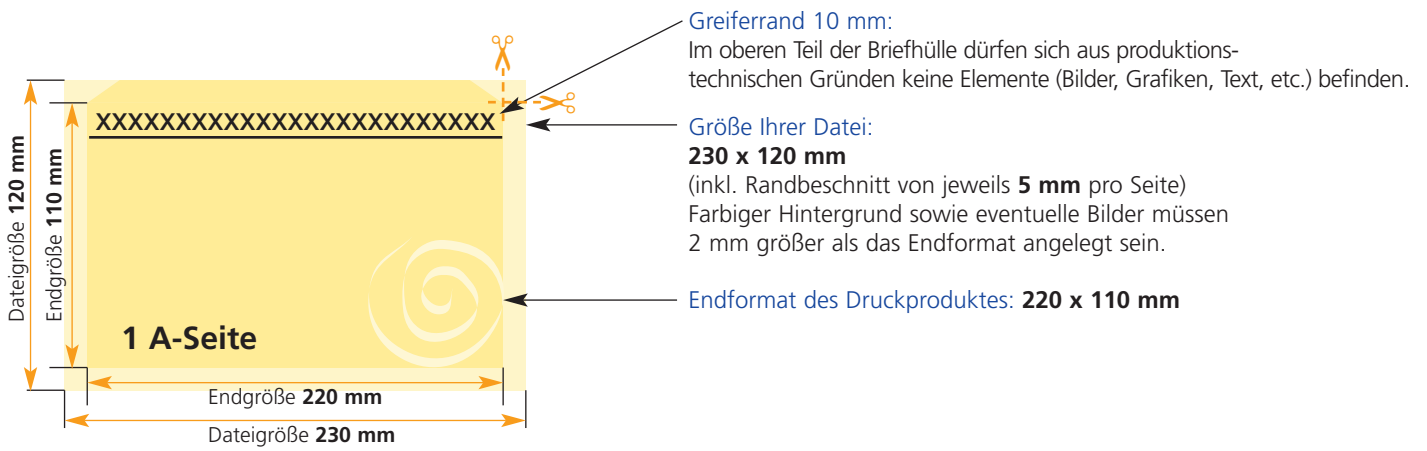 Greiferrand 10 mm:
Im oberen Teil der Briefhülle dürfen sich aus produktions-
technischen Gründen keine Elemente (Bilder, Grafiken, Text, etc.) befinden.
Größe Ihrer Datei:
230 x 120 mm
(inkl. Randbeschnitt von jeweils 5 mm pro Seite)
Farbiger Hintergrund sowie eventuelle Bilder müssen
2 mm größer als das Endformat angelegt sein.
Endformat des Druckproduktes: 220 x 110 mm
Dateigröße 120 mm
Endgröße 110 mm
XXXXXXXXXXXXXXXXXXXXXXXXX
1 A-Seite
Endgröße 220 mm
Dateigröße 230 mm